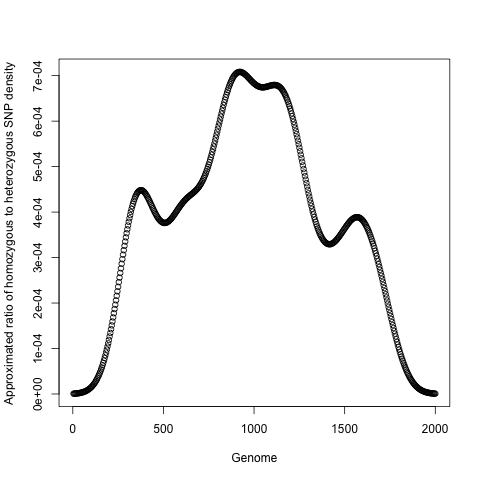 Approximated ratio of homozygous to heterozygous SNP density
7e-04
6e-04
5e-04
4e-04
3e-04
2e-04
1e-04
0e+00
0 500 1000 1500 2000
Genome